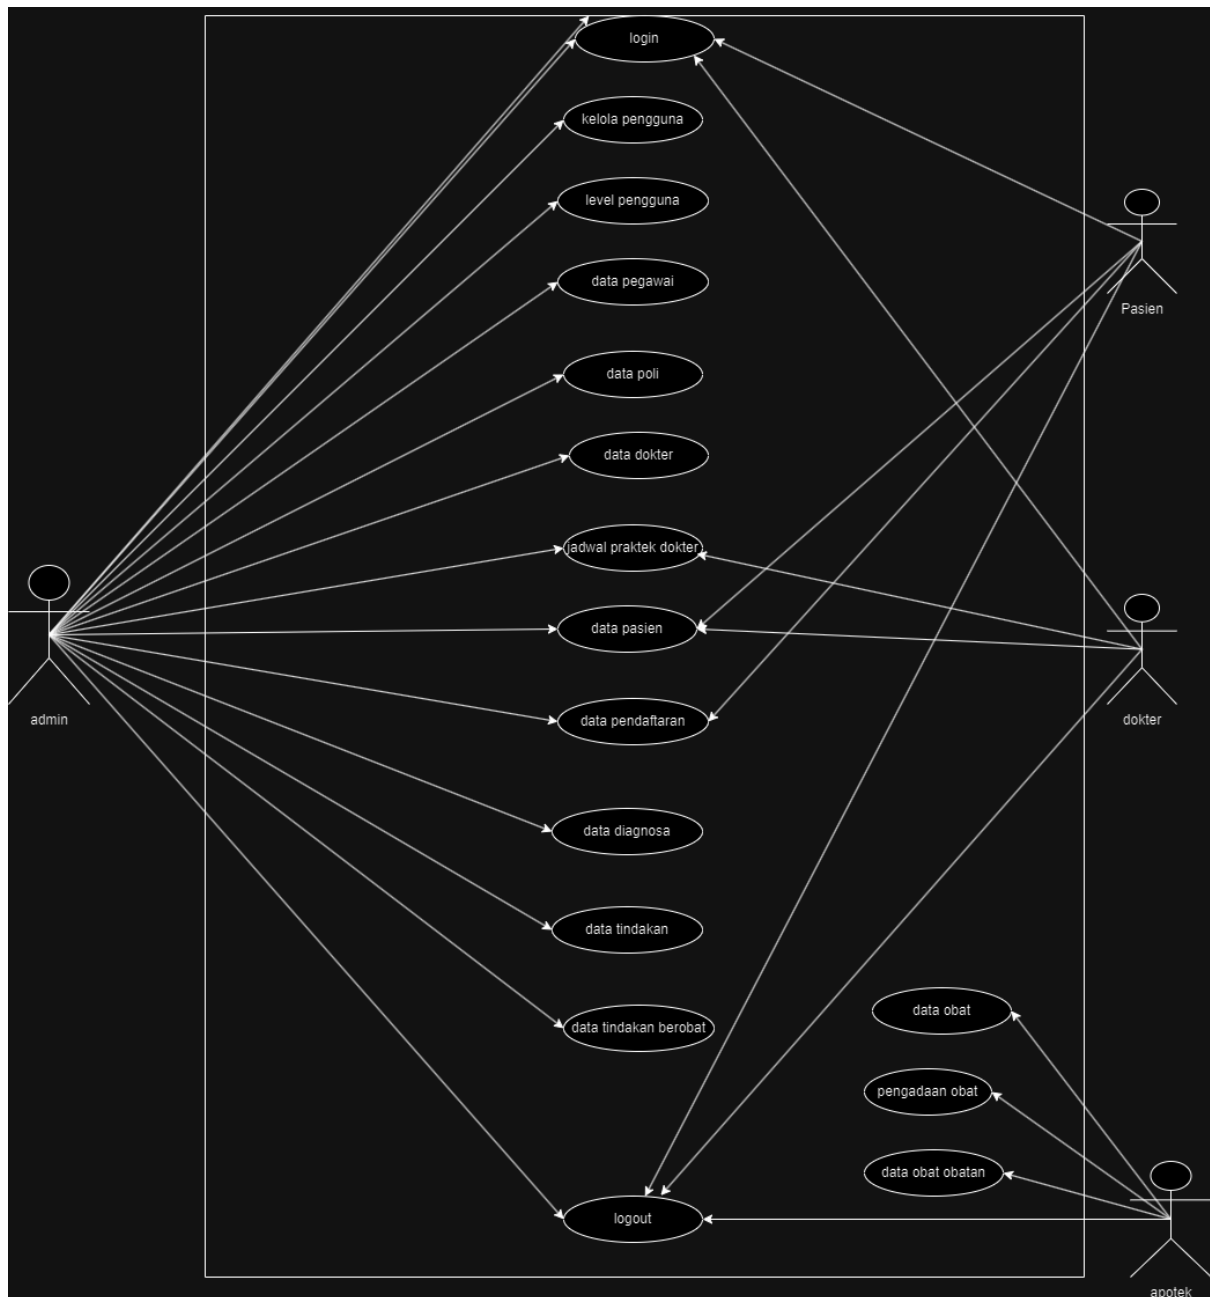 login
kelola pengguna
level pengguna
data pegawai
Pasien
data poli
data dokter
jadwal praktek dokter
data pasien
admin
dokter
data pendaftaran
data diagnosa
data tindakan
data obat
data tindakan berobat
pengadaan obat
data obat obatan
logout
apotek